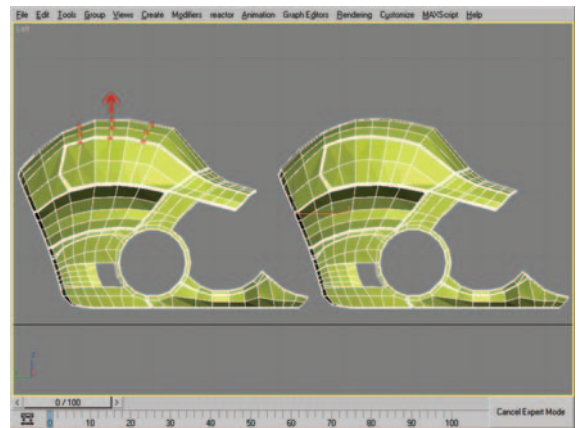 File Edit Tools Group Views Create Modifiers reactor Animation Graph Editors Rendering Customize MAXScript Help
Left
0 / 100
Cancel Expert Mode
0 10 20 30 40 50 60 70 80 90 100